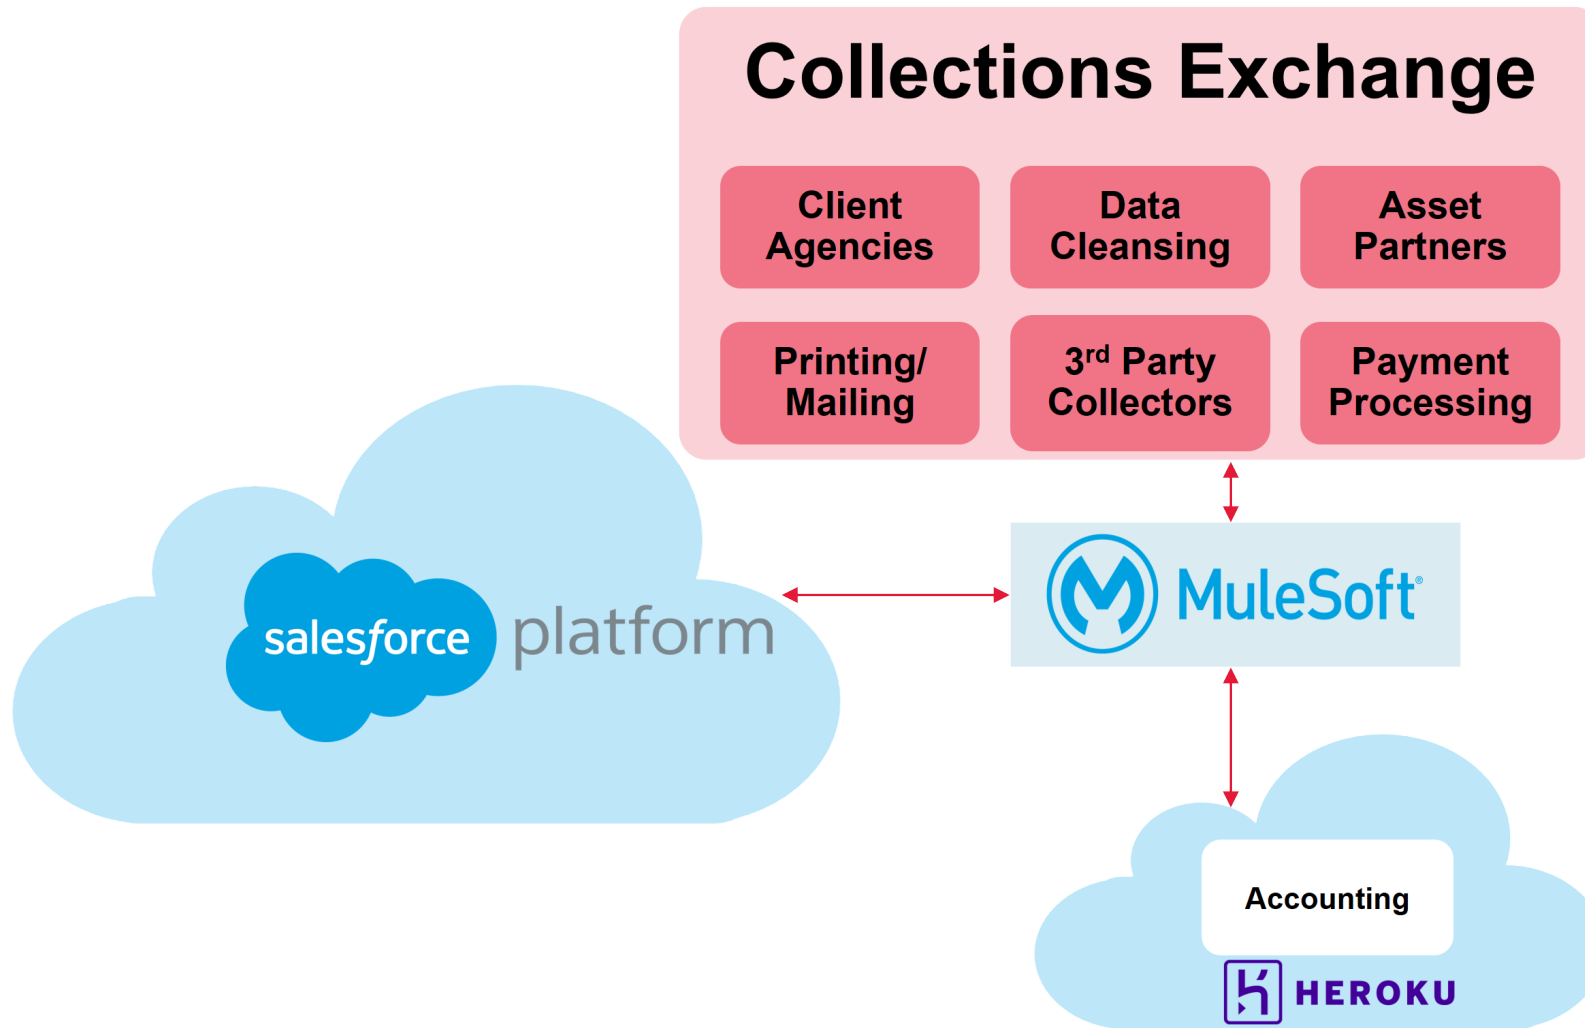 Collections Exchange
Client
Agencies
Data
Cleansing
Asset
Partners
Printing/
Mailing
3rd Party
Collectors
Payment
Processing
salesforce platform
MuleSoft®
Accounting
HEROKU